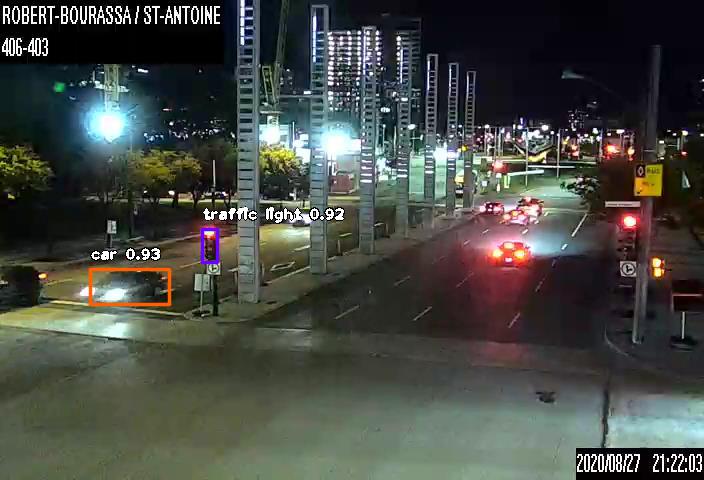 ROBERT-BOURASSA / ST-ANTOINE
406-403
traffic light 0.92
car 0.93
2020/08/27 21:22:03